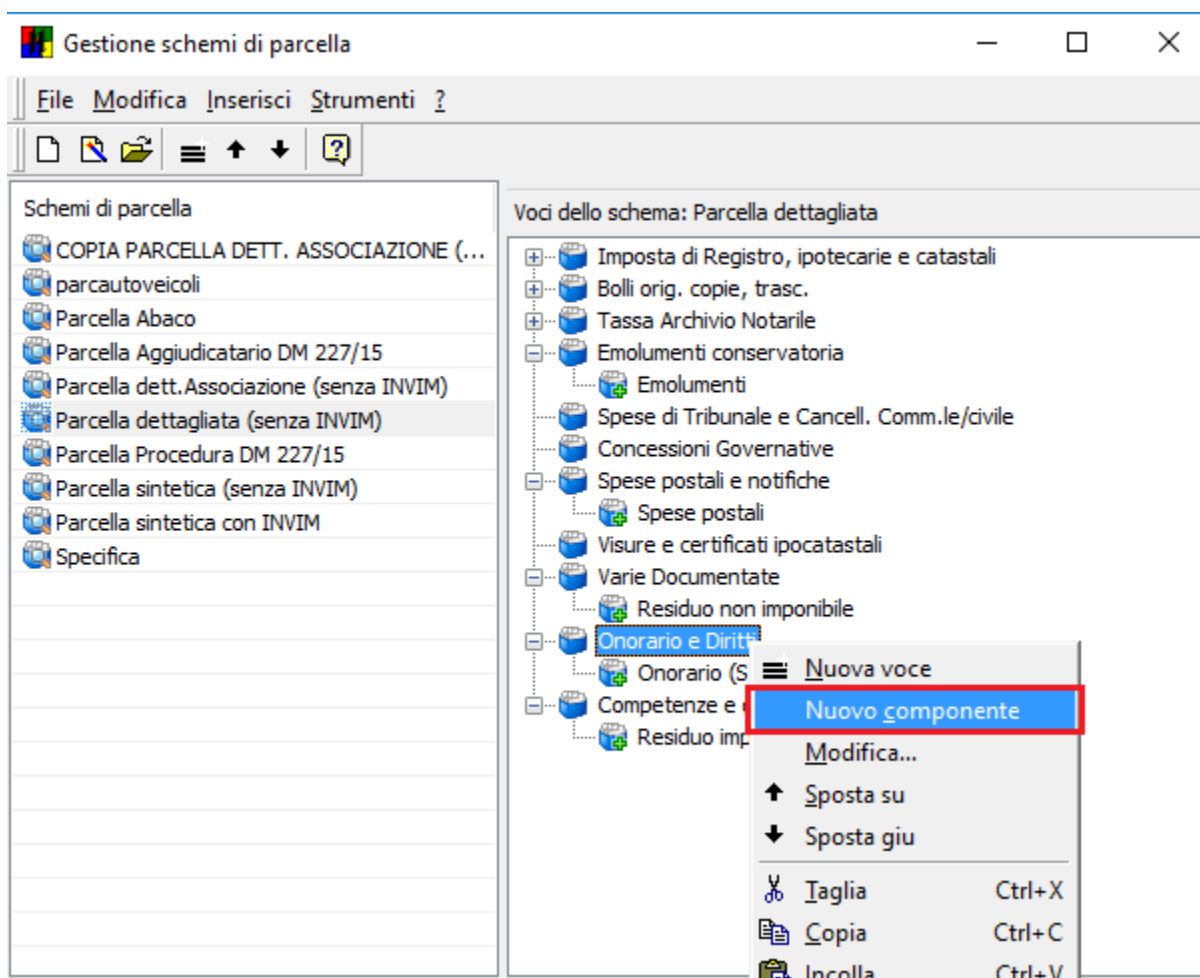 Gestione schemi di parcella
File Modifica Inserisci Strumenti ?
Schemi di parcella
COPIA PARCELLA DETT. ASSOCIAZIONE (...
parcautoveicoli
Parcella Abaco
Parcella Aggiudicatario DM 227/15
Parcella dett.Associazione (senza INVIM)
Parcella dettagliata (senza INVIM)
Parcella Procedura DM 227/15
Parcella sintetica (senza INVIM)
Parcella sintetica con INVIM
Specifica
Voci dello schema: Parcella dettagliata
Imposta di Registro, ipotecarie e catastali
Bolli orig. copie, trasc.
Tassa Archivio Notarile
Emolumenti conservatoria
Emolumenti
Spese di Tribunale e Cancell. Comm.le/civile
Concessioni Governative
Spese postali e notifiche
Spese postali
Visure e certificati ipocatastali
Varie Documentate
Residuo non imponibile
Onorario e Diritti
Onorario (S
Competenze e
Residuo imp
Nuova voce
Nuovo componente
Modifica...
Sposta su
Sposta giu
Taglia Ctrl+X
Copia Ctrl+C
Incolla Ctrl+V